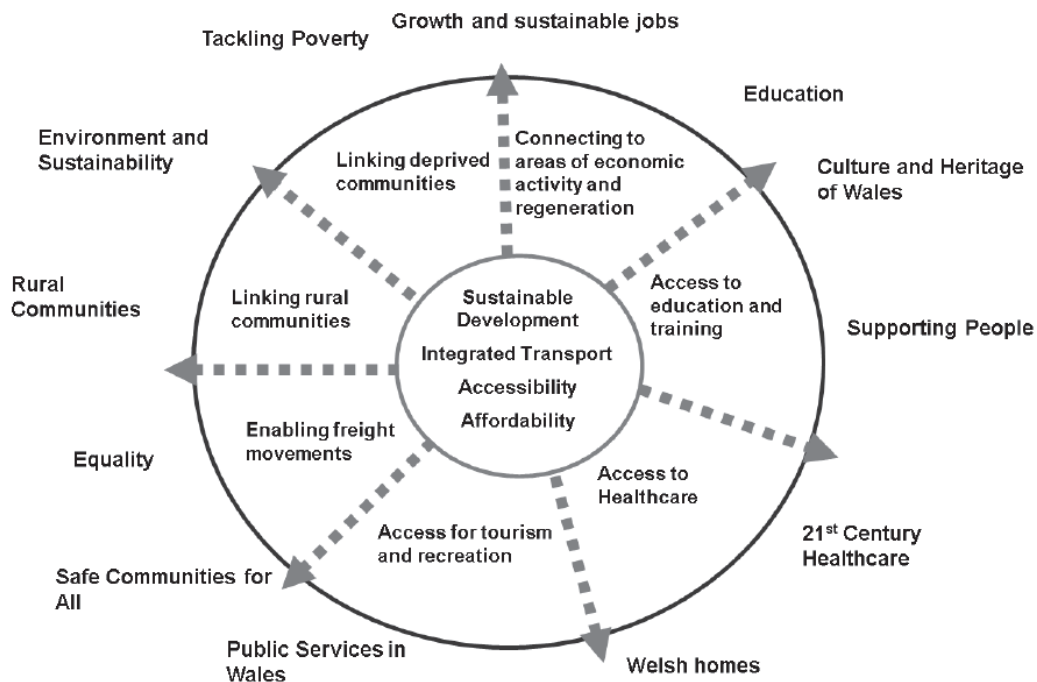 Growth and sustainable jobs
Tackling Poverty
Education
Environment and
Sustainability
Culture and Heritage
of Wales
Rural
Communities
Supporting People
Equality
21st Century
Healthcare
Safe Communities for
All
Public Services in
Wales
Welsh homes
Linking deprived
communities
Connecting to
areas of economic
activity and
regeneration
Linking rural
communities
Access to
education and
training
Enabling freight
movements
Access to
Healthcare
Access for tourism
and recreation
Sustainable
Development
Integrated Transport
Accessibility
Affordability